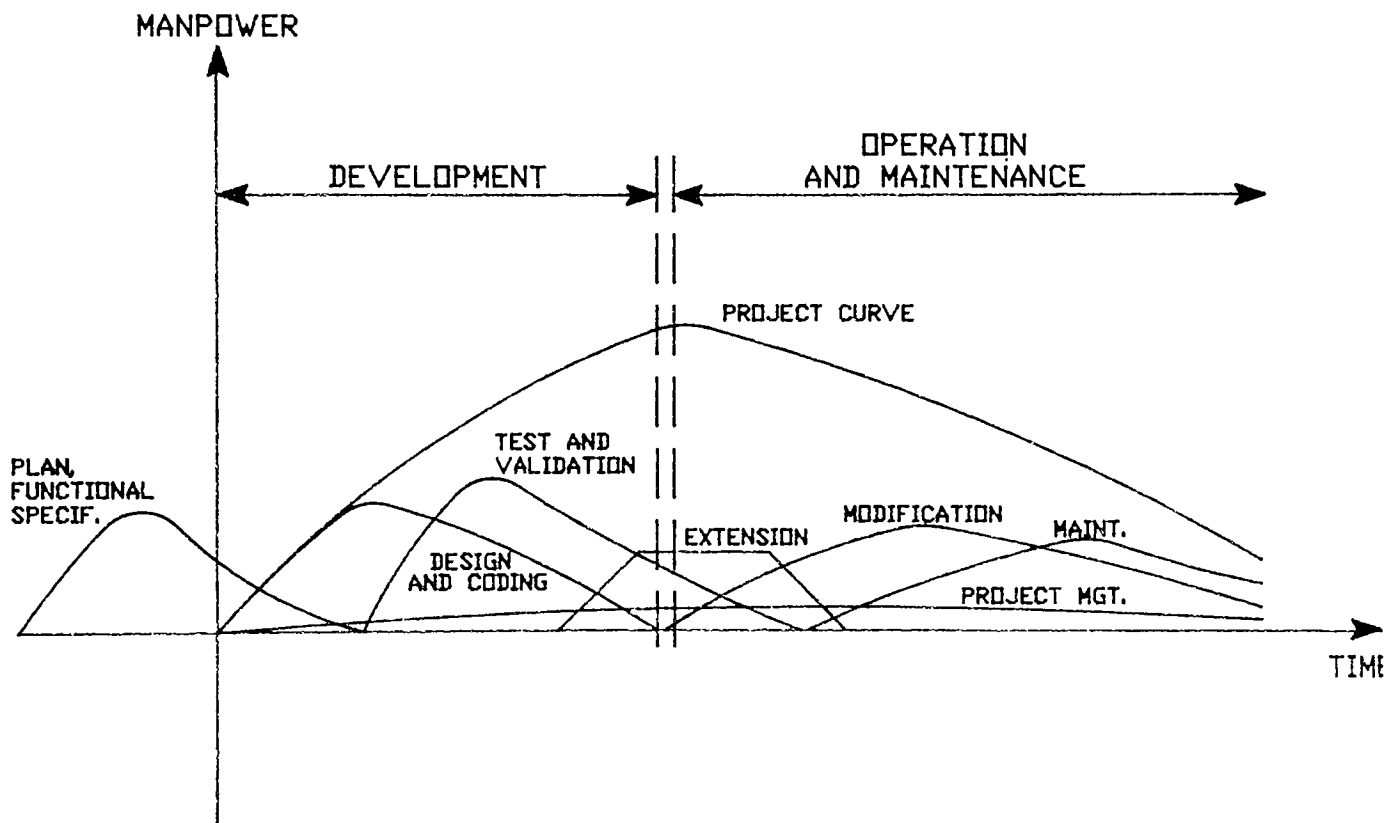 MANPOWER
OPERATION
AND MAINTENANCE
DEVELOPMENT
PROJECT CURVE
TEST AND
VALIDATION
PLAN,
FUNCTIONAL
SPECIF.
MODIFICATION
MAINT.
EXTENSION
DESIGN
AND CODING
PROJECT MGT.
TIME